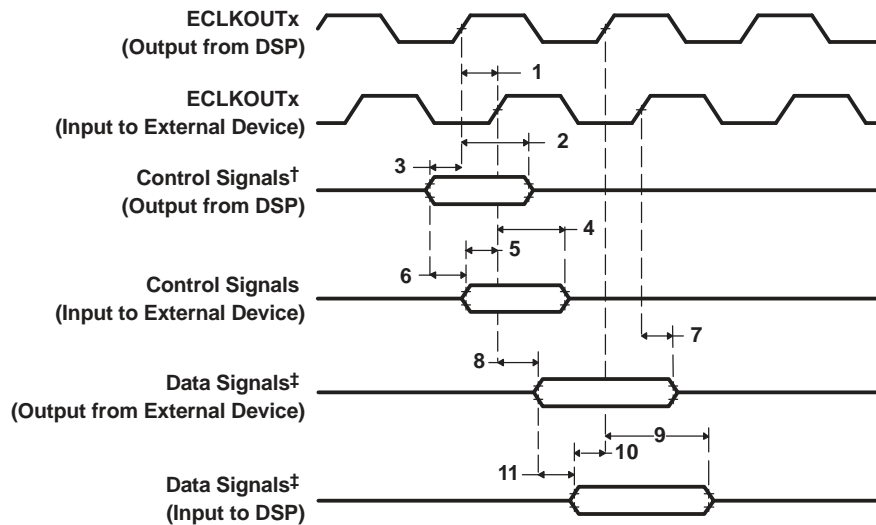 ECLKOUTx
(Output from DSP)
1
ECLKOUTx
(Input to External Device)
2
3
Control Signals†
(Output from DSP)
4
5
6
Control Signals
(Input to External Device)
7
8
Data Signals‡
(Output from External Device)
9
10
11
Data Signals‡
(Input to DSP)